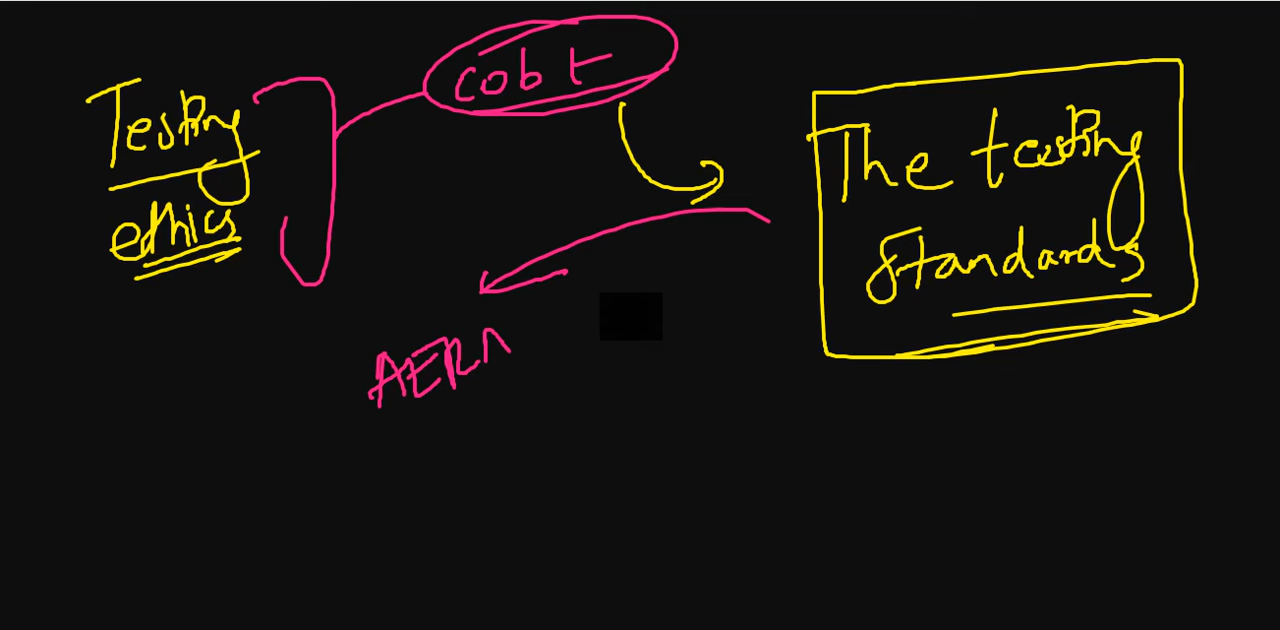 Testing
ethics
cobt
The testing
standards
AERA